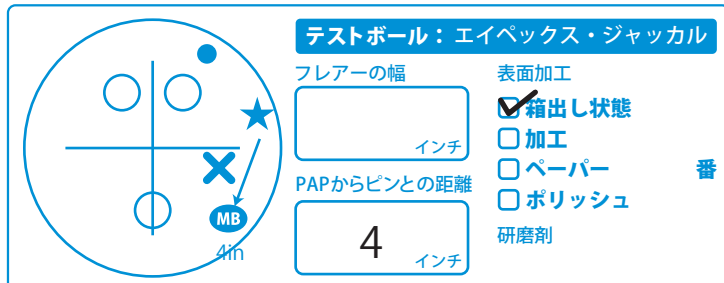 テストボール：エイペックス・ジャッカル
フレアーの幅
インチ
PAPからピンとの距離
4
インチ
表面加工
箱出し状態
加工
ペーパー 番
ポリッシュ
研磨剤
MB
4in